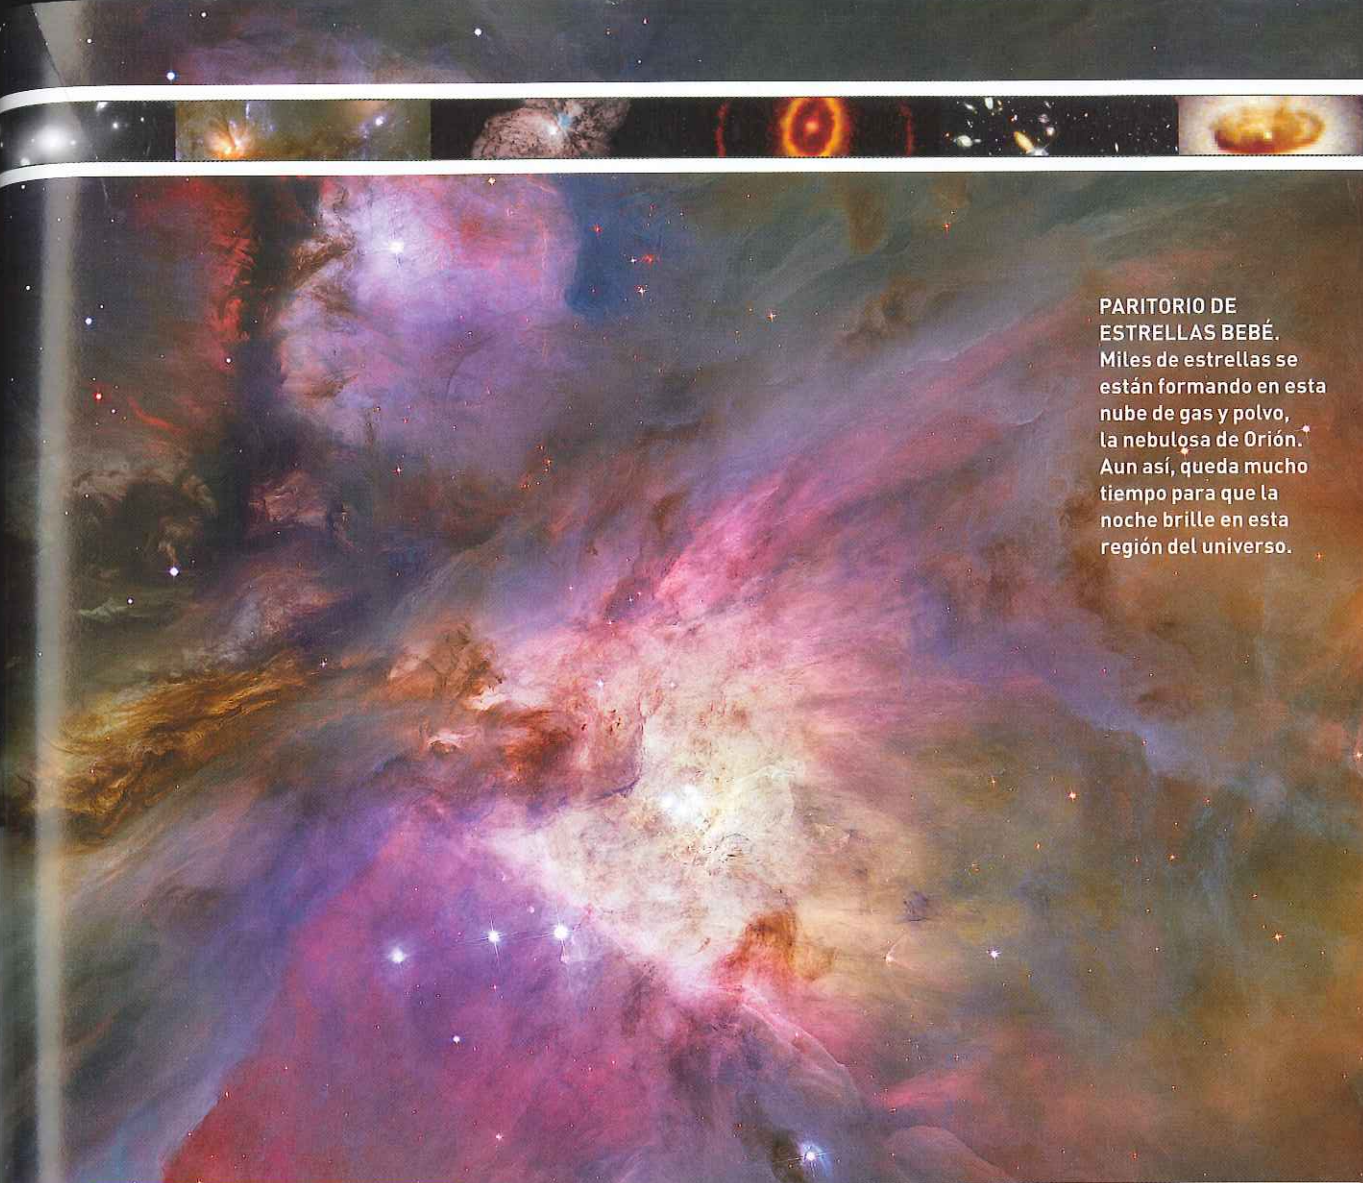 PARITORIO DE
ESTRELLAS BEBÉ.
Miles de estrellas se
están formando en esta
nube de gas y polvo,
la nebulosa de Orión.
Aun así, queda mucho
tiempo para que la
noche brille en esta
región del universo.